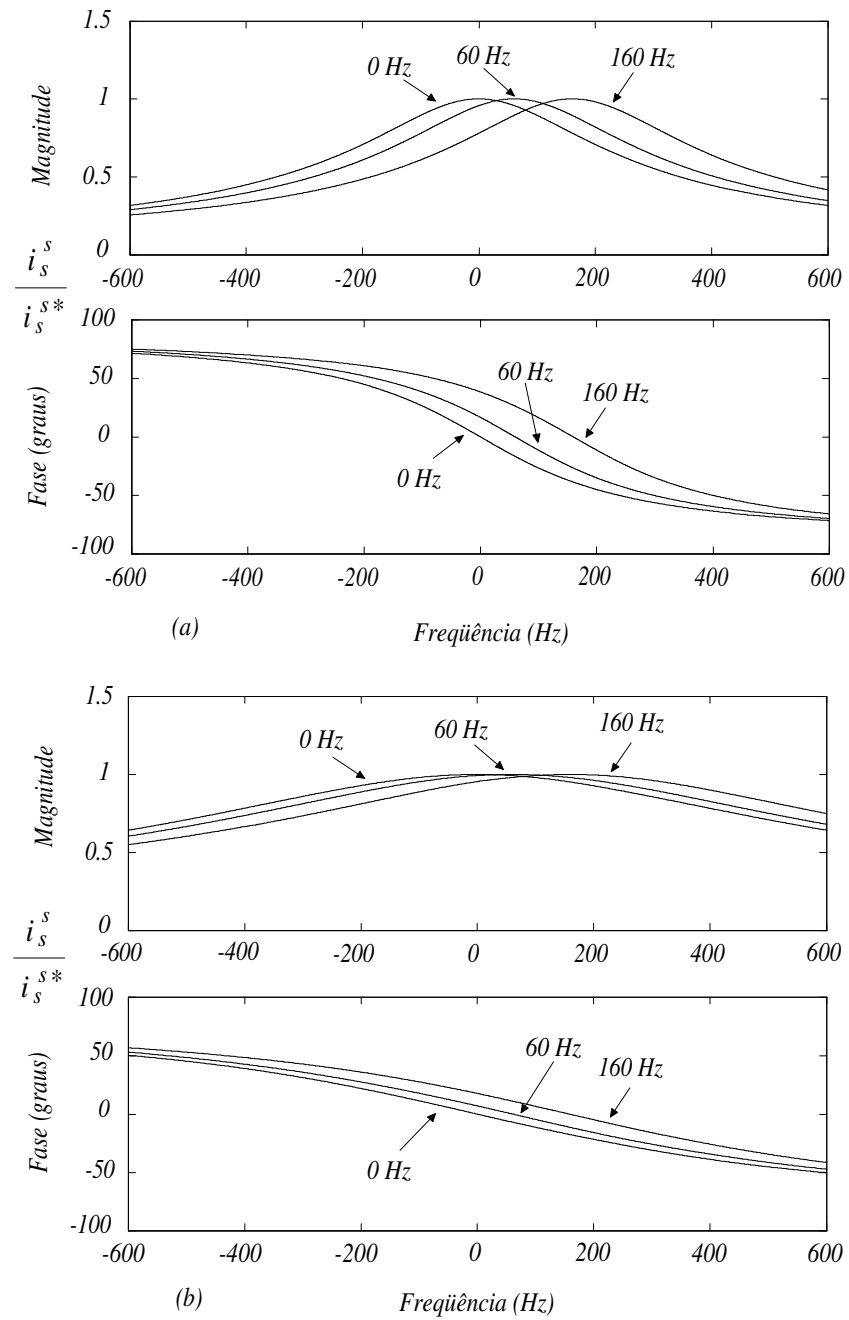 1.5
0 Hz
60 Hz
160 Hz
1
Magnitude
0.5
0
-600 -400 -200 0 200 400 600
i_s^s
i_s^{s*}
100
50
0
-50
-100
Fase (graus)
60 Hz
160 Hz
0 Hz
-600 -400 -200 0 200 400 600
(a) Freqüência (Hz)
1.5
0 Hz
60 Hz
160 Hz
1
Magnitude
0.5
0
-600 -400 -200 0 200 400 600
i_s^s
i_s^{s*}
100
50
0
-50
-100
Fase (graus)
60 Hz
160 Hz
0 Hz
-600 -400 -200 0 200 400 600
(b) Freqüência (Hz)